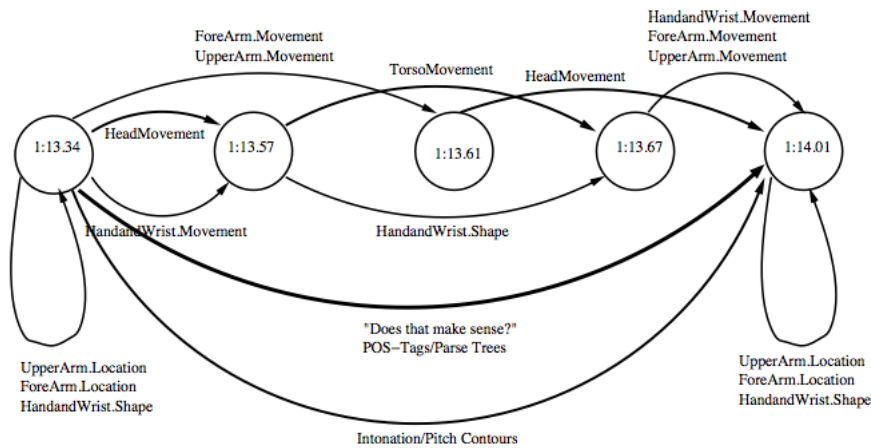 HandandWrist.Movement
ForeArm.Movement
UpperArm.Movement
ForeArm.Movement
UpperArm.Movement
TorsoMovement
HeadMovement
HeadMovement
1:13.34
1:13.57
1:13.61
1:13.67
1:14.01
HandandWrist.Movement
HandandWrist.Shape
"Does that make sense?"
POS-Tags/Parse Trees
UpperArm.Location
ForeArm.Location
HandandWrist.Shape
UpperArm.Location
ForeArm.Location
HandandWrist.Shape
Intonation/Pitch Contours